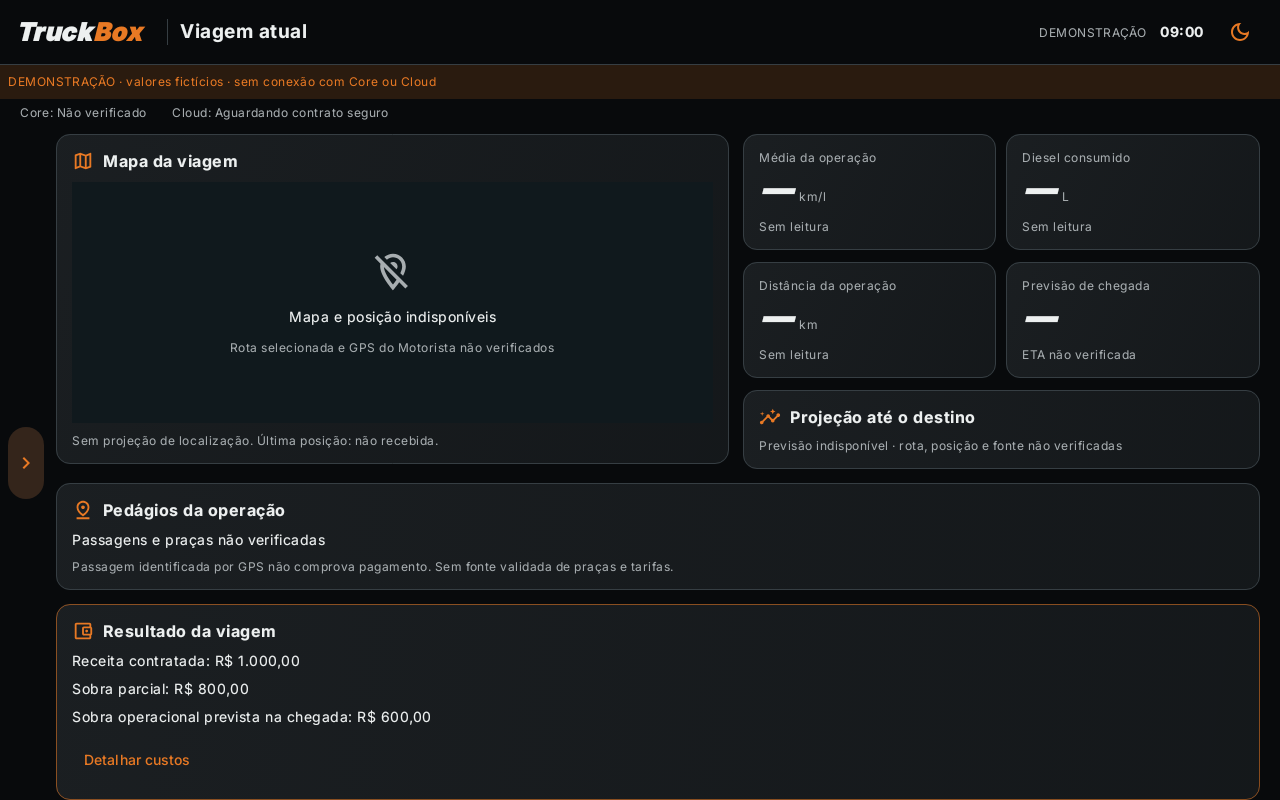 TruckBox
Viagem atual
DEMONSTRAÇÃO 09:00
DEMONSTRAÇÃO · valores fictícios · sem conexão com Core ou Cloud
Core: Não verificado
Cloud: Aguardando contrato seguro
Mapa da viagem
Mapa e posição indisponíveis
Rota selecionada e GPS do Motorista não verificados
Sem projeção de localização. Última posição: não recebida.
Média da operação
— km/l
Sem leitura
Diesel consumido
— L
Sem leitura
Distância da operação
— km
Sem leitura
Previsão de chegada
—
ETA não verificada
Projeção até o destino
Previsão indisponível · rota, posição e fonte não verificadas
Pedágios da operação
Passagens e praças não verificadas
Passagem identificada por GPS não comprova pagamento. Sem fonte validada de praças e tarifas.
Resultado da viagem
Receita contratada: R$ 1.000,00
Sobra parcial: R$ 800,00
Sobra operacional prevista na chegada: R$ 600,00
Detalhar custos